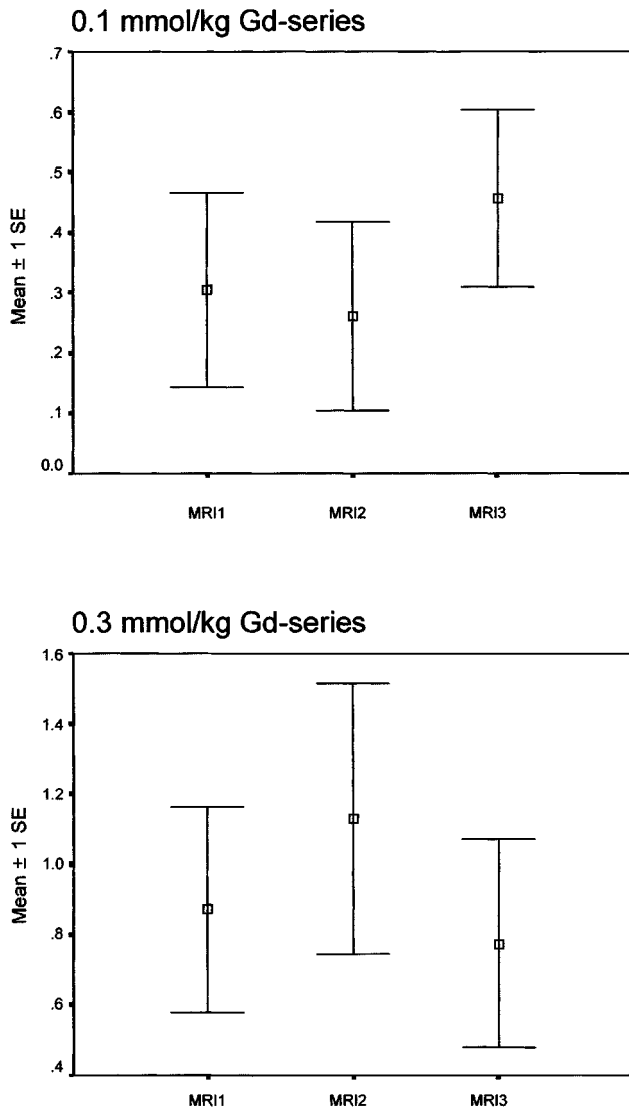 0.1 mmol/kg Gd-series
.7
.6
.5
.4
.3
.2
.1
0.0
Mean ± 1 SE
MRI1 MRI2 MRI3
0.3 mmol/kg Gd-series
1.6
1.4
1.2
1.0
.8
.6
.4
Mean ± 1 SE
MRI1 MRI2 MRI3